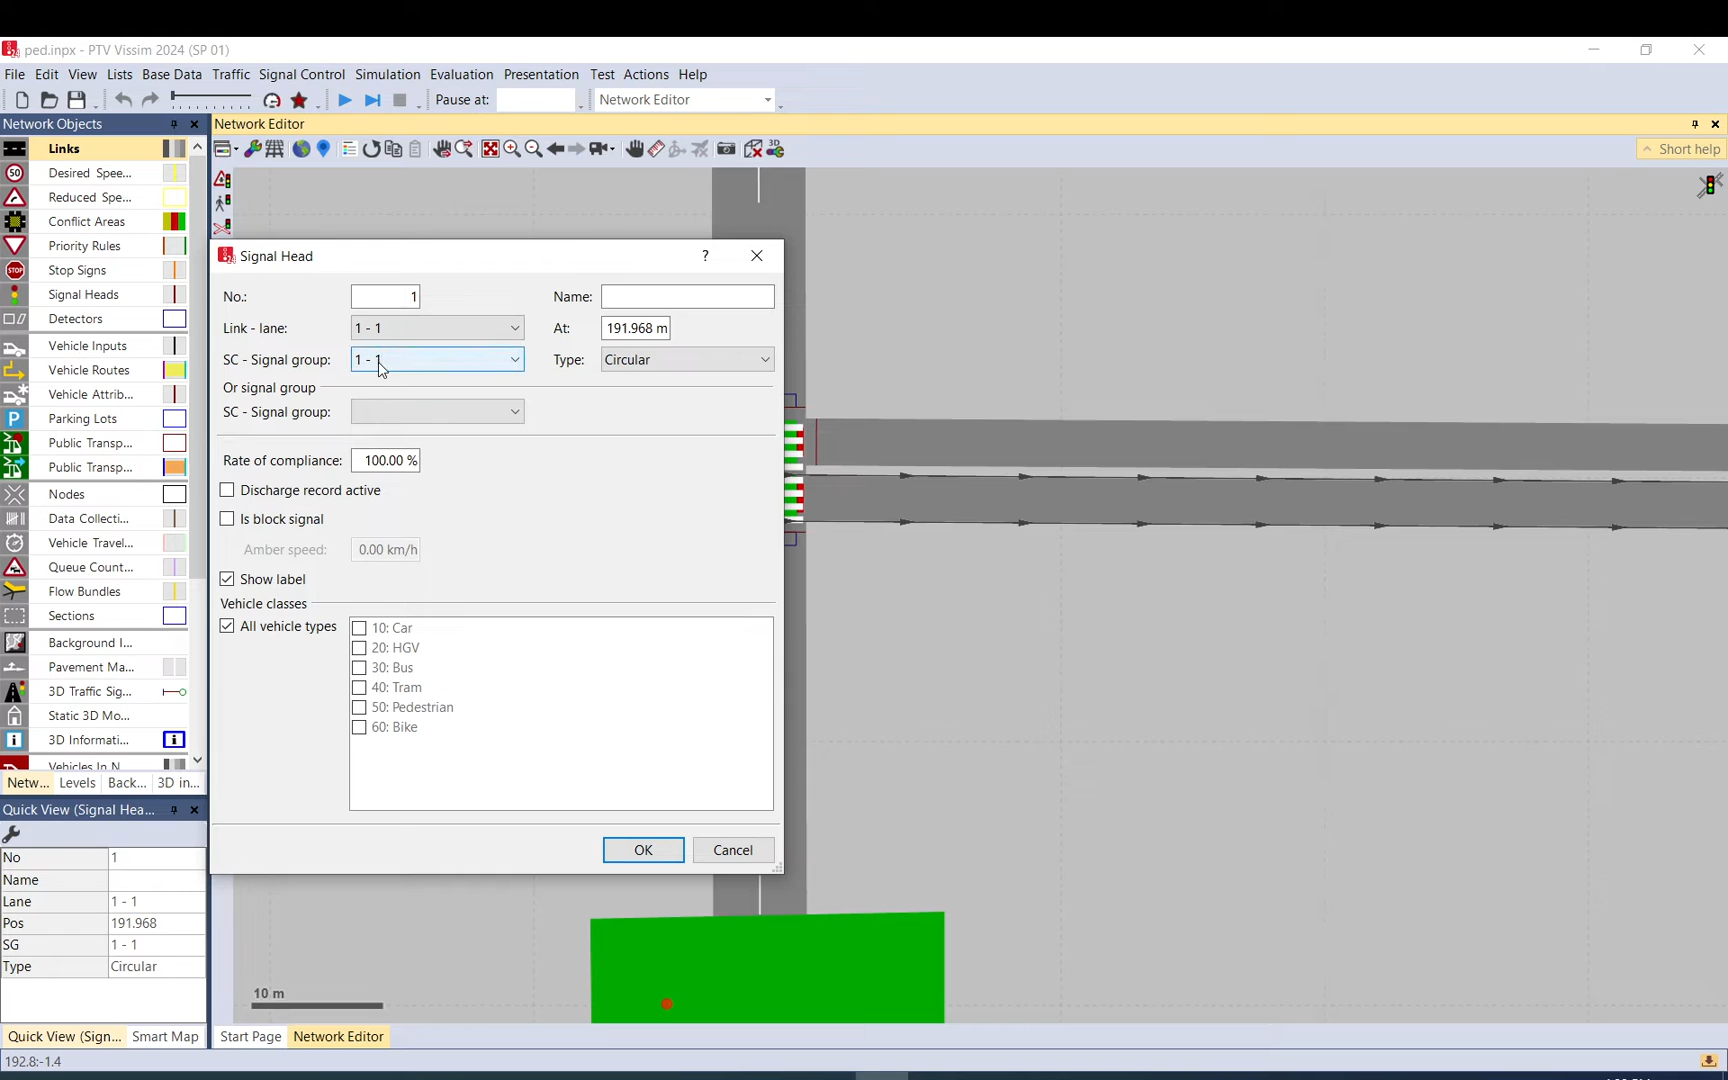 ped.inpx - PTV Vissim 2024 (SP 01)
File Edit View Lists Base Data Traffic Signal Control Simulation Evaluation Presentation Test Actions Help
Pause at: Network Editor
Network Objects
Network Editor
Links
Short help
50 Desired Spee...
Reduced Spe...
Conflict Areas
Priority Rules
STOP Stop Signs
Signal Heads
Detectors
Vehicle Inputs
Vehicle Routes
Vehicle Attrib...
P Parking Lots
Public Transp...
Public Transp...
Nodes
Data Collecti...
Vehicle Travel...
Queue Count...
Flow Bundles
Sections
Background I...
Pavement Ma...
3D Traffic Sig...
Static 3D Mo...
3D Informati...
Vehicles In N
Netw... Levels Back... 3D in...
Quick View (Signal Hea...
No 1
Name
Lane 1 - 1
Pos 191.968
SG 1 - 1
Type Circular
Quick View (Sign... Smart Map
192.8:-1.4
Signal Head
?
No.: 1 Name:
Link - lane: 1 - 1 At: 191.968 m
SC - Signal group: 1 - 1 Type: Circular
Or signal group
SC - Signal group:
Rate of compliance: 100.00 %
Discharge record active
Is block signal
Amber speed: 0.00 km/h
Show label
Vehicle classes
All vehicle types
10: Car
20: HGV
30: Bus
40: Tram
50: Pedestrian
60: Bike
OK Cancel
10 m
Start Page Network Editor